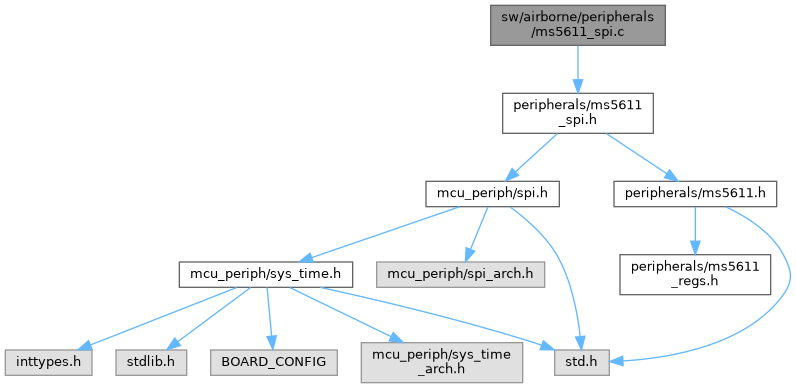 sw/airborne/peripherals
/ms5611_spi.c
peripherals/ms5611
_spi.h
mcu_periph/spi.h
peripherals/ms5611.h
mcu_periph/sys_time.h
mcu_periph/spi_arch.h
peripherals/ms5611
_regs.h
inttypes.h
stdlib.h
BOARD_CONFIG
mcu_periph/sys_time
_arch.h
std.h